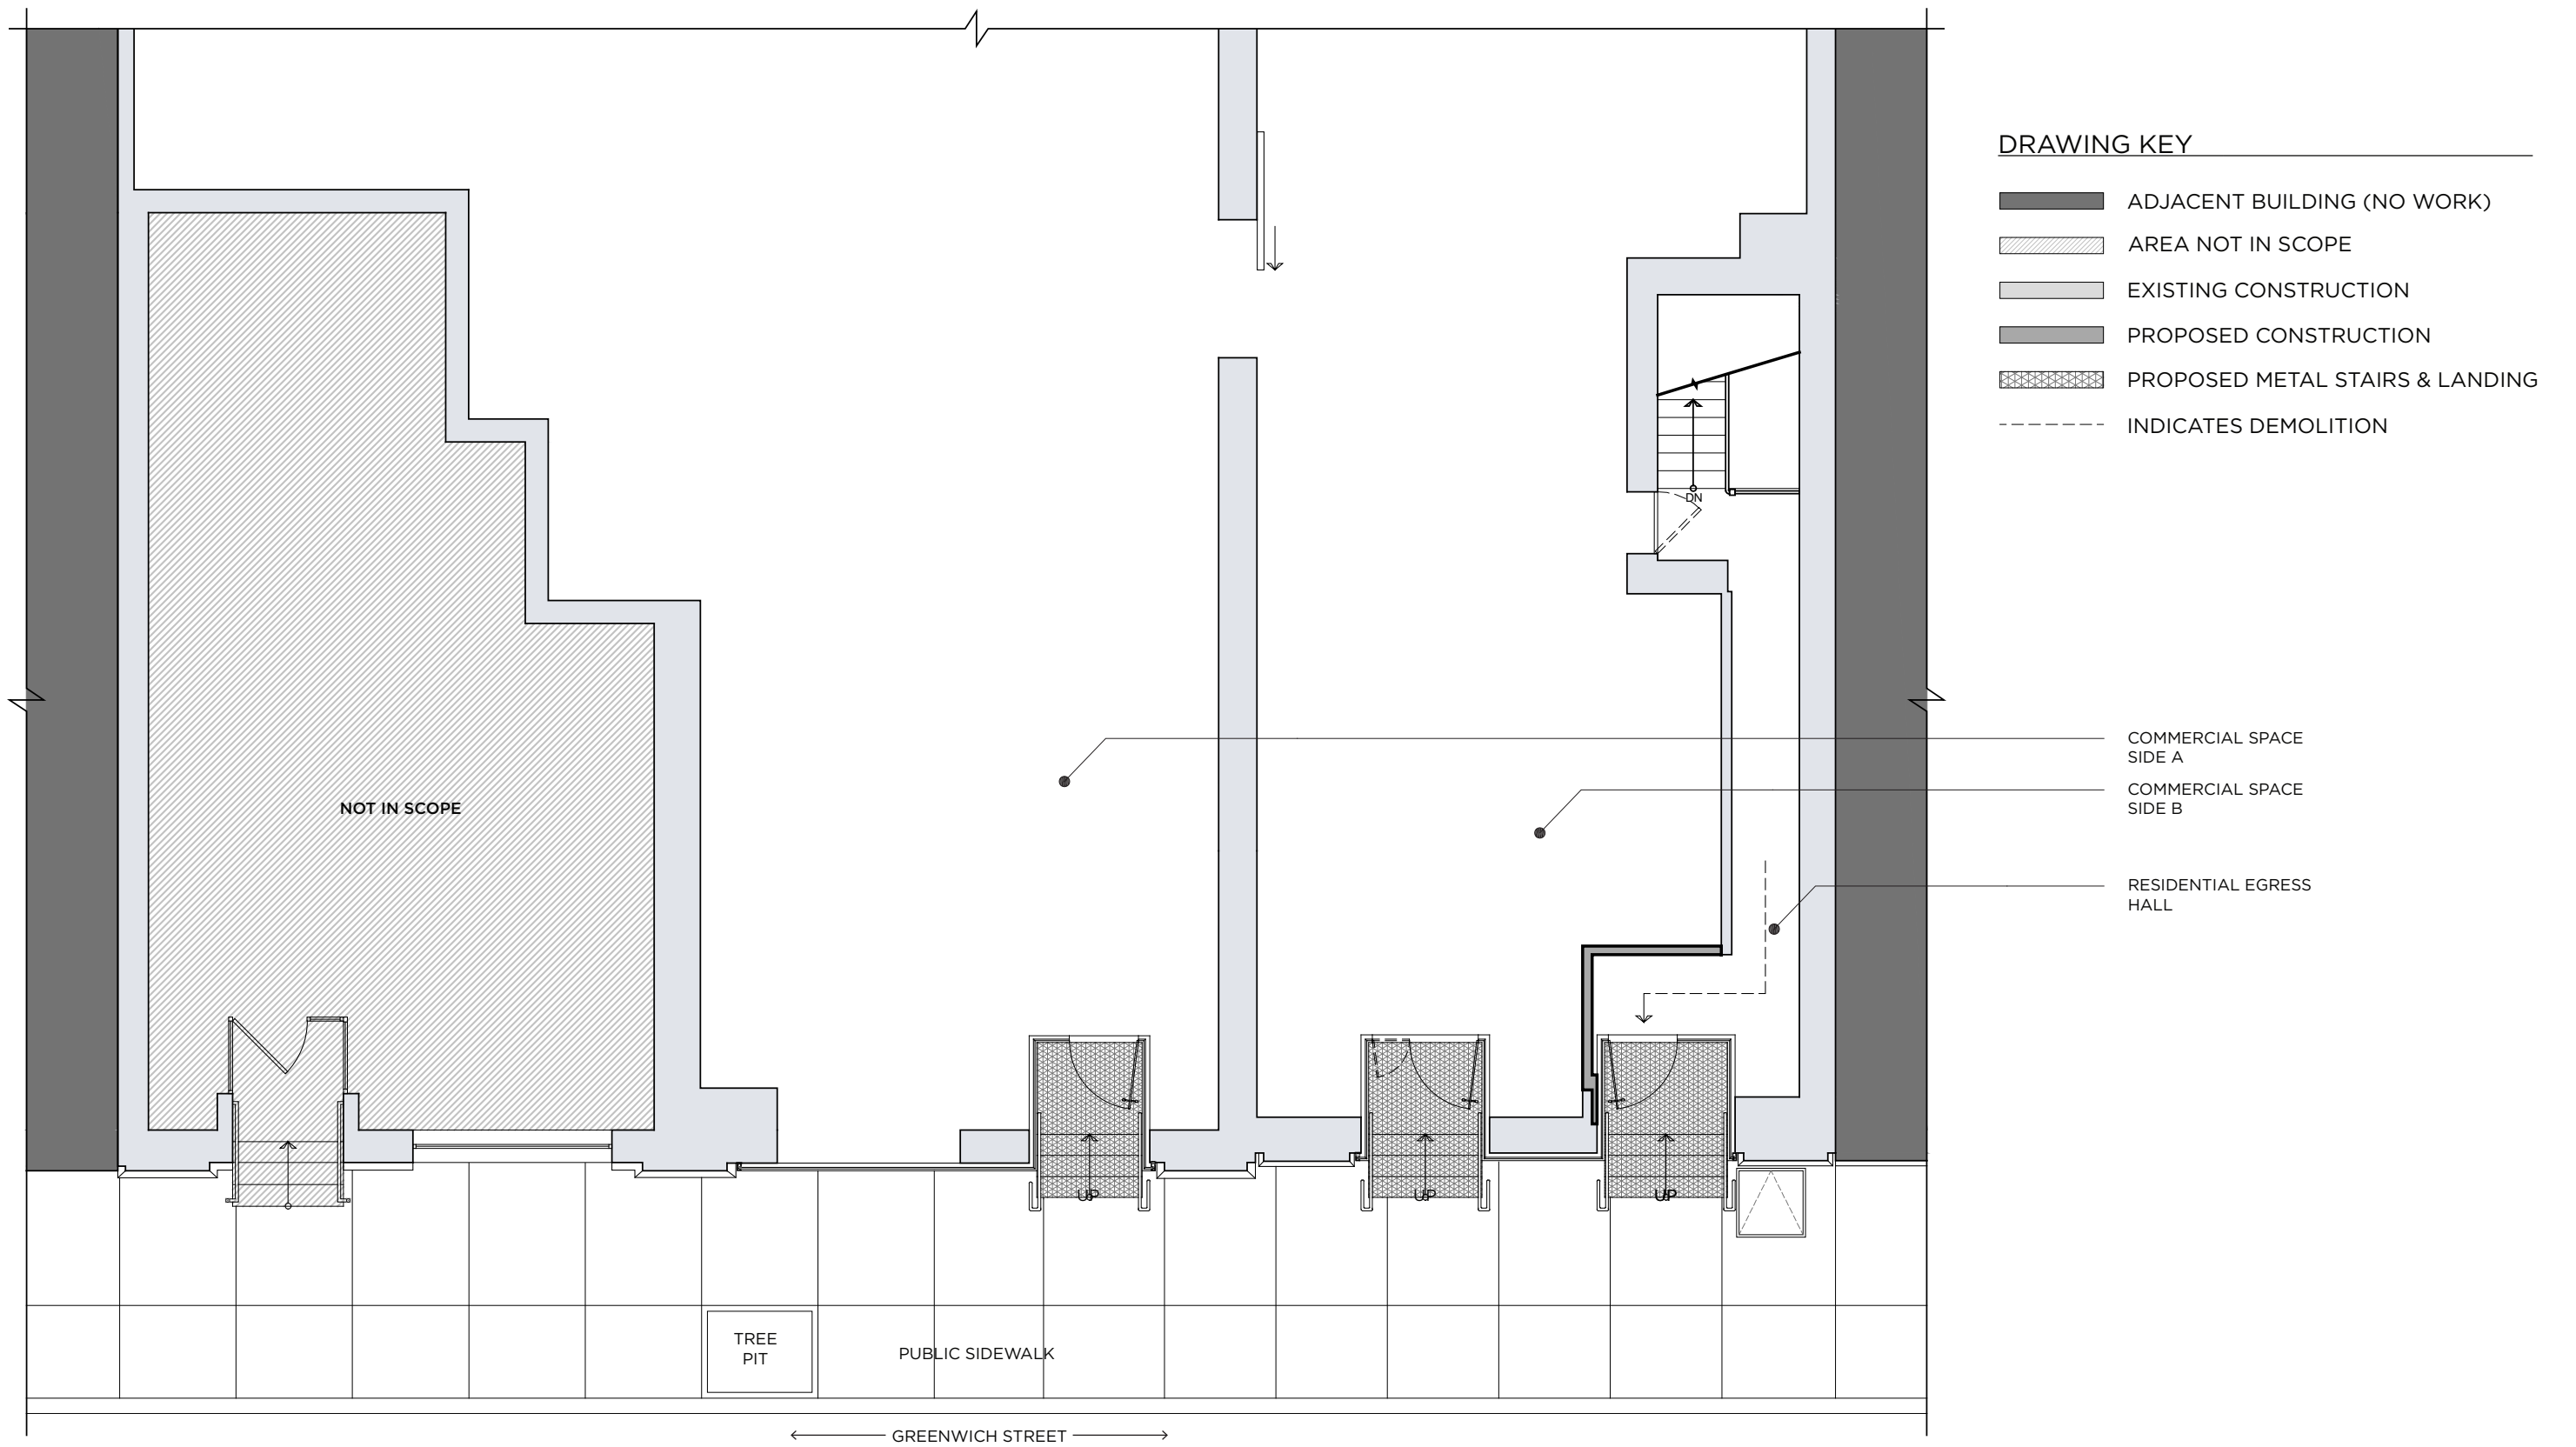 DRAWING KEY
ADJACENT BUILDING (NO WORK)
AREA NOT IN SCOPE
EXISTING CONSTRUCTION
PROPOSED CONSTRUCTION
PROPOSED METAL STAIRS & LANDING
INDICATES DEMOLITION
DN
COMMERCIAL SPACE
SIDE A
COMMERCIAL SPACE
SIDE B
NOT IN SCOPE
RESIDENTIAL EGRESS
HALL
UP
UP
UP
TREE
PIT
PUBLIC SIDEWALK
GREENWICH STREET